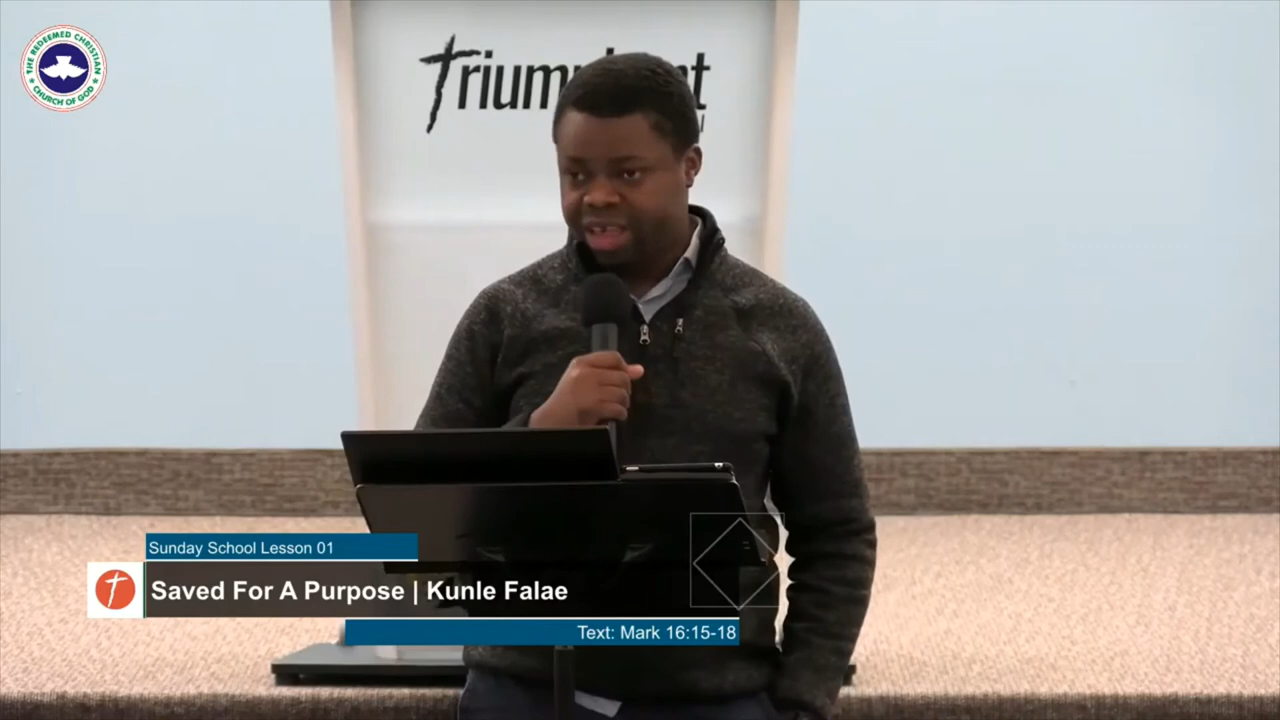 THE REDEEMED CHRISTIAN
CHURCH OF GOD
Sunday School Lesson 01
Saved For A Purpose | Kunle Falae
Text: Mark 16:15-18